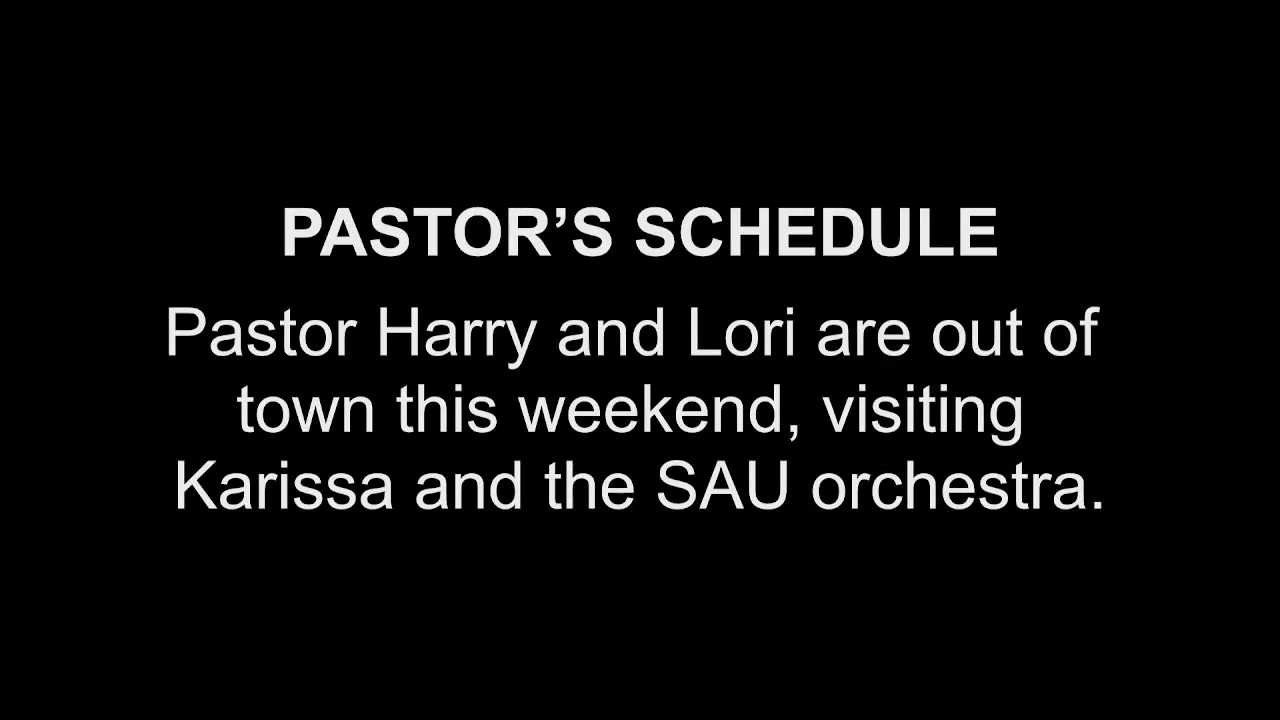 PASTOR’S SCHEDULE
Pastor Harry and Lori are out of
town this weekend, visiting
Karissa and the SAU orchestra.